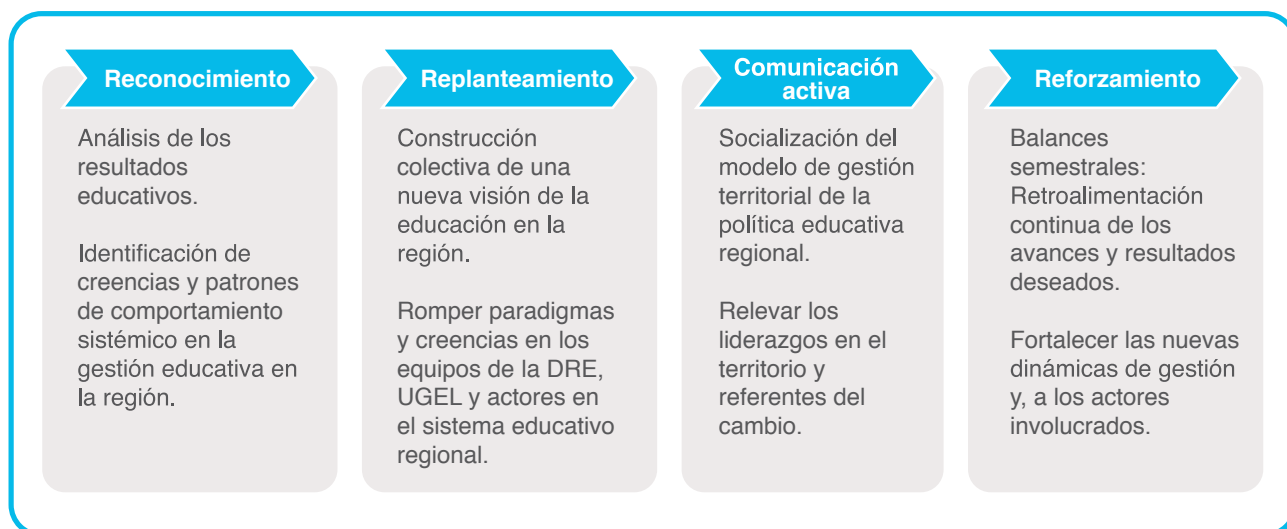 Reconocimiento
Análisis de los
resultados
educativos.
Identificación de
creencias y patrones
de comportamiento
sistémico en la
gestión educativa en
la región.
Replanteamiento
Construcción
colectiva de una
nueva visión de la
educación en la
región.
Romper paradigmas
y creencias en los
equipos de la DRE,
UGEL y actores en
el sistema educativo
regional.
Comunicación
activa
Socialización del
modelo de gestión
territorial de la
política educativa
regional.
Relevar los
liderazgos en el
territorio y
referentes del
cambio.
Reforzamiento
Balances
semestrales:
Retroalimentación
continua de los
avances y resultados
deseados.
Fortalecer las nuevas
dinámicas de gestión
y, a los actores
involucrados.